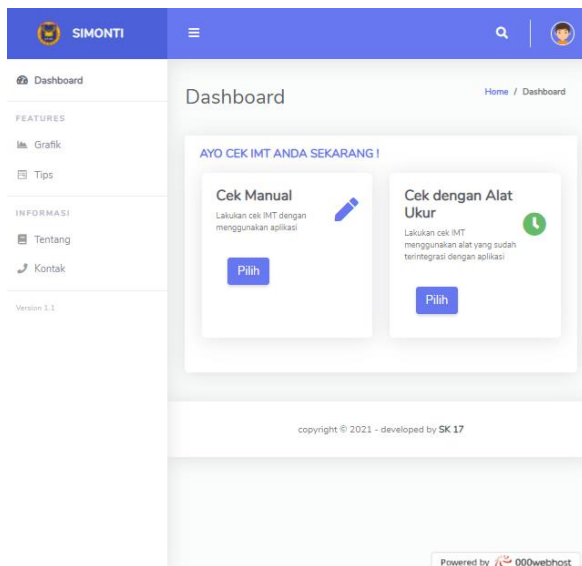 SIMONTI
Dashboard
FEATURES
Grafik
Tips
INFORMASI
Tentang
Kontak
Version 1.1
Dashboard
Home / Dashboard
AYO CEK IMT ANDA SEKARANG !
Cek Manual
Lakukan cek IMT dengan
menggunakan aplikasi
Pilih
Cek dengan Alat
Ukur
Lakukan cek IMT
menggunakan alat yang sudah
terintegrasi dengan aplikasi
Pilih
copyright © 2021 - developed by SK 17
Powered by 000webhost